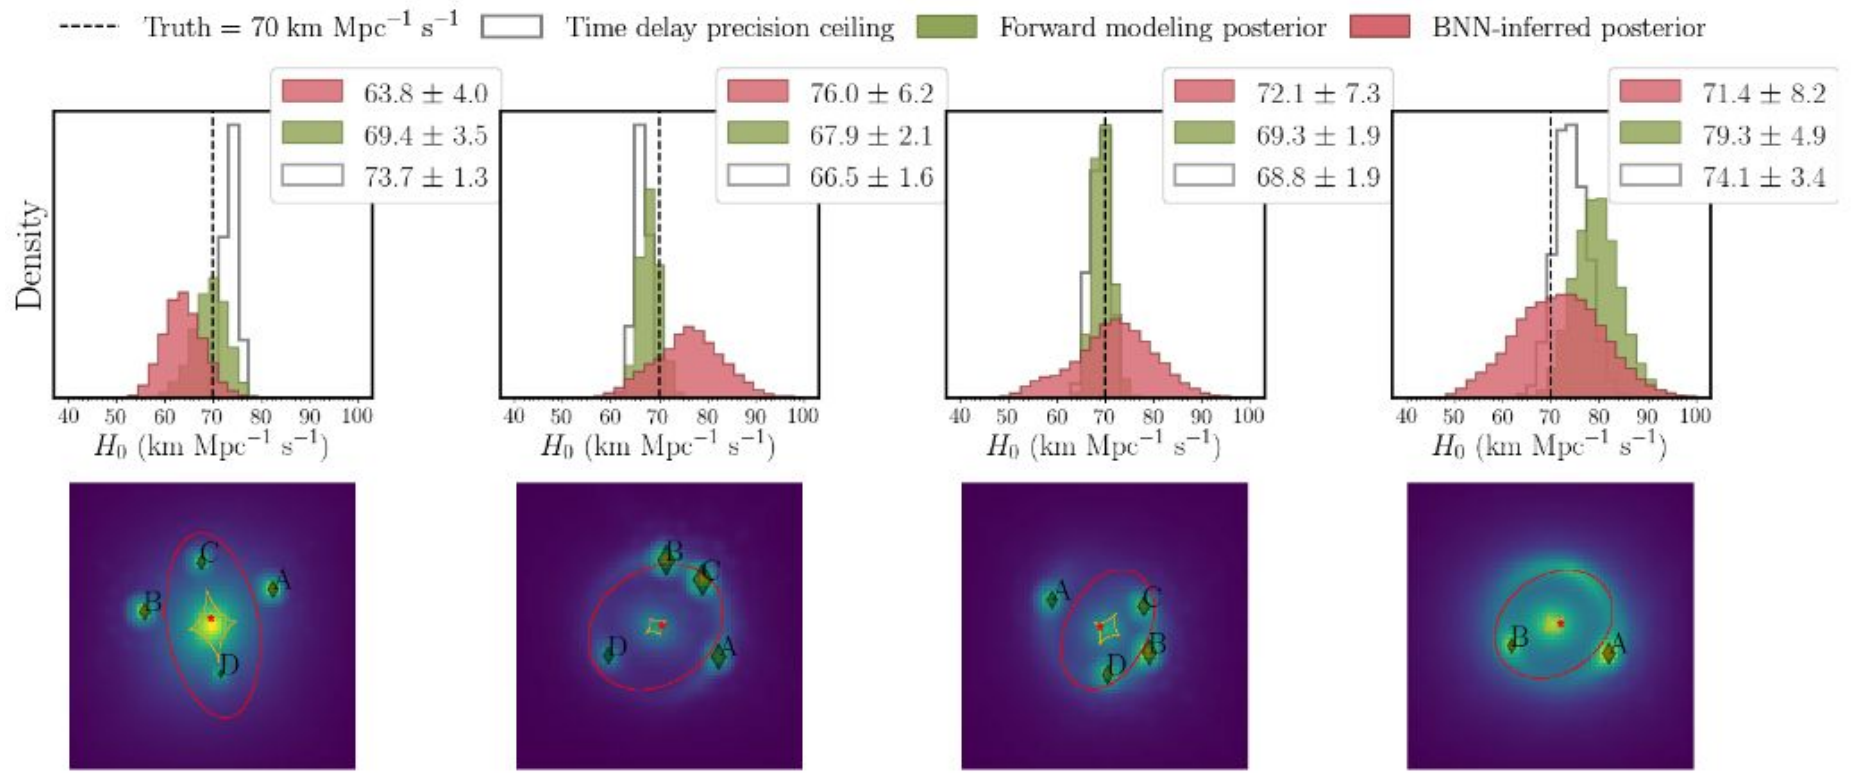 Truth = 70 km Mpc⁻¹ s⁻¹ Time delay precision ceiling Forward modeling posterior BNN-inferred posterior
63.8 ± 4.0
69.4 ± 3.5
73.7 ± 1.3
76.0 ± 6.2
67.9 ± 2.1
66.5 ± 1.6
72.1 ± 7.3
69.3 ± 1.9
68.8 ± 1.9
71.4 ± 8.2
79.3 ± 4.9
74.1 ± 3.4
Density
40 50 60 70 80 90 100
H₀ (km Mpc⁻¹ s⁻¹)
40 50 60 70 80 90 100
H₀ (km Mpc⁻¹ s⁻¹)
40 50 60 70 80 90 100
H₀ (km Mpc⁻¹ s⁻¹)
40 50 60 70 80 90 100
H₀ (km Mpc⁻¹ s⁻¹)
C
A
B
D
B
C
D
A
A
C
B
D
B
A